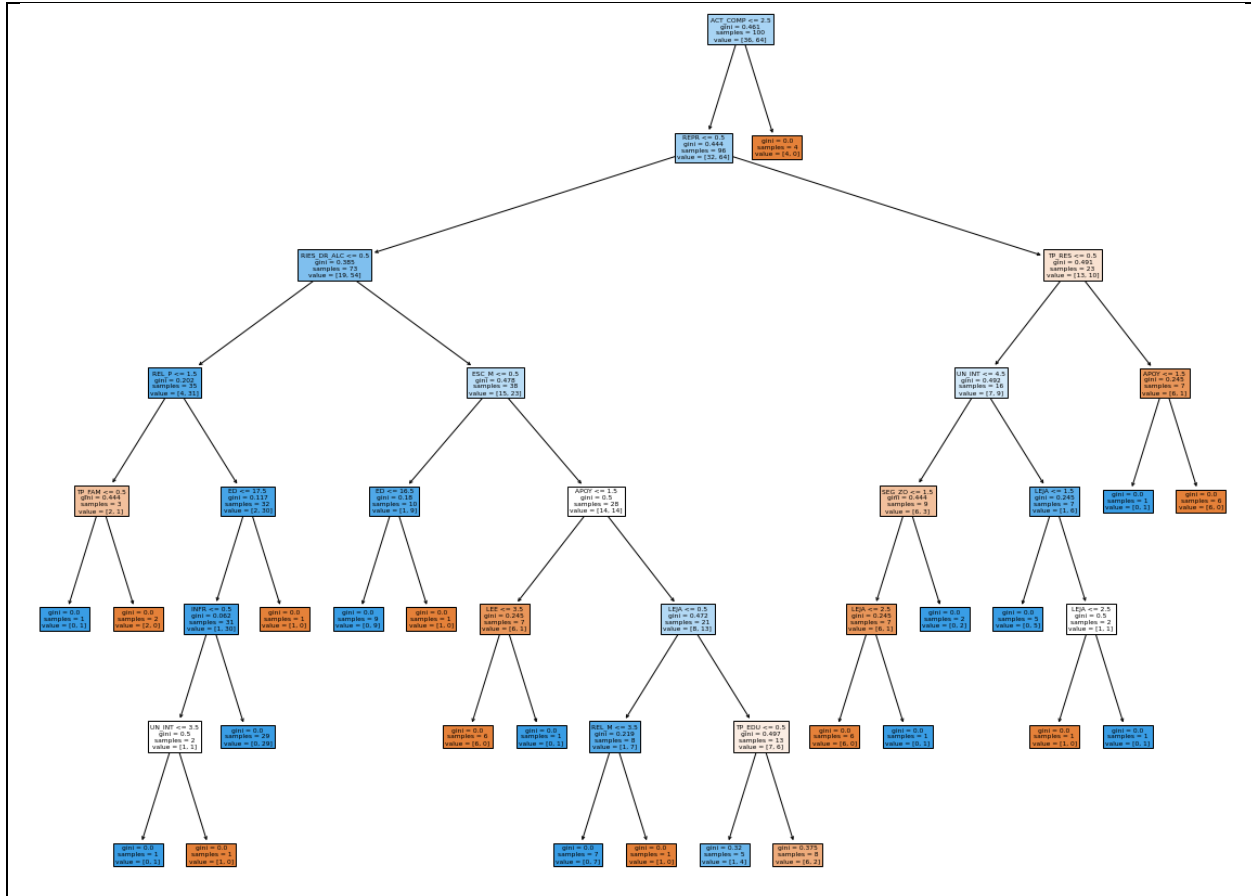 ACT_COMP <= 2.5
gini = 0.461
samples = 100
value = [36, 64]
REPR <= 0.5
gini = 0.444
samples = 96
value = [32, 64]
gini = 0.0
samples = 4
value = [4, 0]
RIES_DR_ALC <= 0.5
gini = 0.385
samples = 73
value = [19, 54]
TP_RES <= 0.5
gini = 0.491
samples = 23
value = [13, 10]
REL_P <= 1.5
gini = 0.202
samples = 35
value = [4, 31]
ESC_M <= 0.5
gini = 0.478
samples = 38
value = [15, 23]
UN_INT <= 4.5
gini = 0.492
samples = 16
value = [7, 9]
APOY <= 1.5
gini = 0.245
samples = 7
value = [6, 1]
TP_FAM <= 0.5
gini = 0.444
samples = 3
value = [2, 1]
ED <= 17.5
gini = 0.117
samples = 32
value = [2, 30]
ED <= 16.5
gini = 0.18
samples = 10
value = [1, 9]
APOY <= 1.5
gini = 0.5
samples = 28
value = [14, 14]
SEG_ZO <= 1.5
gini = 0.444
samples = 9
value = [6, 3]
LEJA <= 1.5
gini = 0.245
samples = 7
value = [1, 6]
gini = 0.0
samples = 1
value = [0, 1]
gini = 0.0
samples = 6
value = [6, 0]
gini = 0.0
samples = 1
value = [0, 1]
gini = 0.0
samples = 2
value = [2, 0]
INFR <= 0.5
gini = 0.062
samples = 31
value = [1, 30]
gini = 0.0
samples = 1
value = [1, 0]
gini = 0.0
samples = 9
value = [0, 9]
gini = 0.0
samples = 1
value = [1, 0]
LEE <= 3.5
gini = 0.245
samples = 7
value = [6, 1]
LEJA <= 0.5
gini = 0.472
samples = 21
value = [8, 13]
LEJA <= 2.5
gini = 0.245
samples = 7
value = [6, 1]
gini = 0.0
samples = 2
value = [0, 2]
gini = 0.0
samples = 5
value = [0, 5]
LEJA <= 2.5
gini = 0.5
samples = 2
value = [1, 1]
UN_INT <= 3.5
gini = 0.5
samples = 2
value = [1, 1]
gini = 0.0
samples = 29
value = [0, 29]
gini = 0.0
samples = 6
value = [6, 0]
gini = 0.0
samples = 1
value = [0, 1]
REL_M <= 3.5
gini = 0.219
samples = 8
value = [1, 7]
TP_EDU <= 0.5
gini = 0.497
samples = 13
value = [7, 6]
gini = 0.0
samples = 6
value = [6, 0]
gini = 0.0
samples = 1
value = [0, 1]
gini = 0.0
samples = 1
value = [1, 0]
gini = 0.0
samples = 1
value = [0, 1]
gini = 0.0
samples = 1
value = [0, 1]
gini = 0.0
samples = 1
value = [1, 0]
gini = 0.0
samples = 7
value = [0, 7]
gini = 0.0
samples = 1
value = [1, 0]
gini = 0.32
samples = 5
value = [1, 4]
gini = 0.375
samples = 8
value = [6, 2]